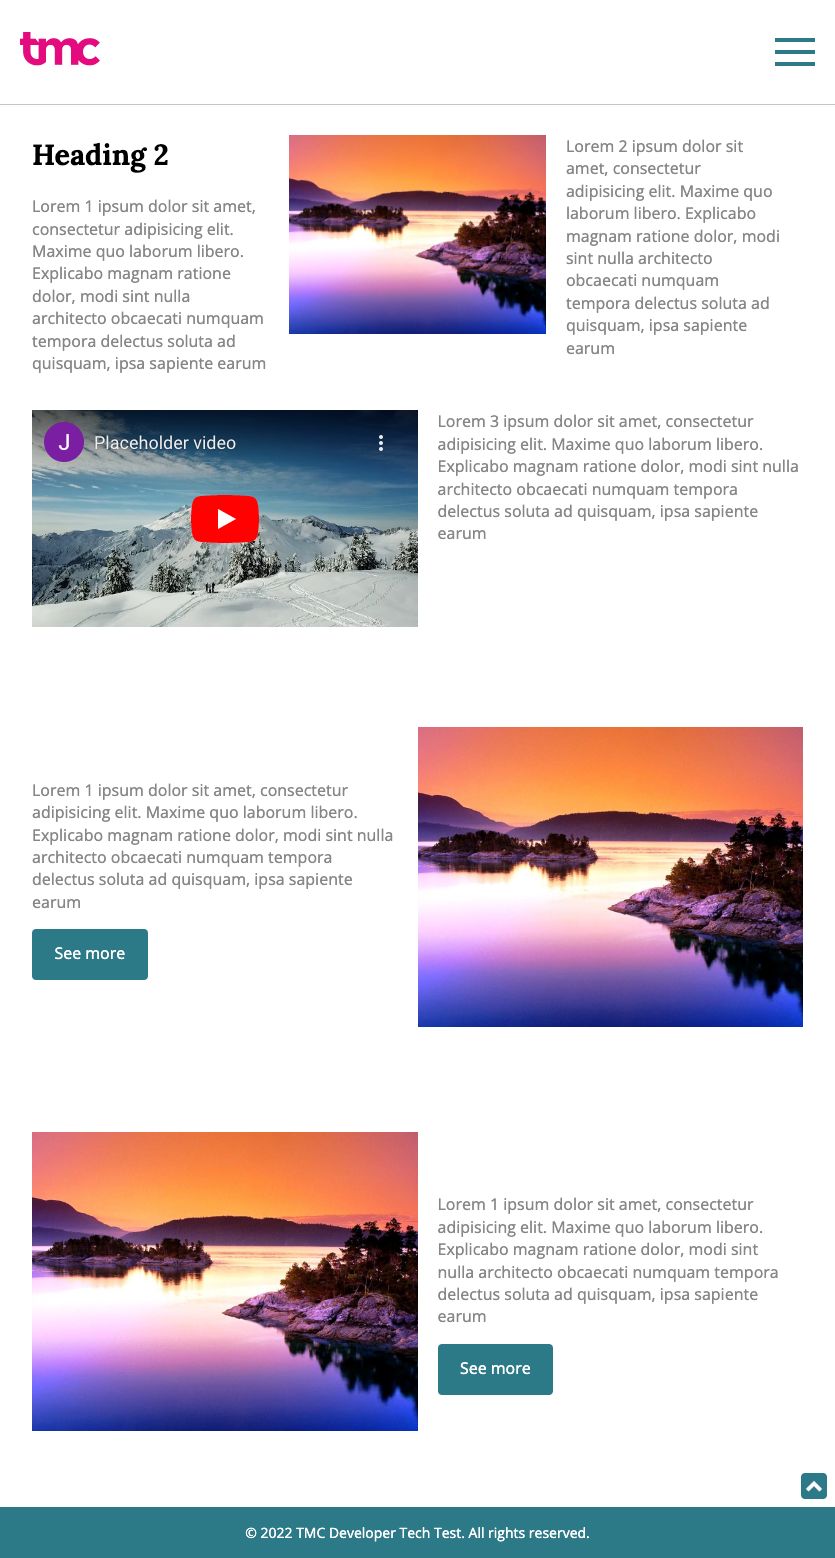 tmc
Heading 2
Lorem 1 ipsum dolor sit amet,
consectetur adipisicing elit.
Maxime quo laborum libero.
Explicabo magnam ratione
dolor, modi sint nulla
architecto obcaecati numquam
tempora delectus soluta ad
quisquam, ipsa sapiente earum
Lorem 2 ipsum dolor sit
amet, consectetur
adipisicing elit. Maxime quo
laborum libero. Explicabo
magnam ratione dolor, modi
sint nulla architecto
obcaecati numquam
tempora delectus soluta ad
quisquam, ipsa sapiente
earum
J Placeholder video
Lorem 3 ipsum dolor sit amet, consectetur
adipisicing elit. Maxime quo laborum libero.
Explicabo magnam ratione dolor, modi sint nulla
architecto obcaecati numquam tempora
delectus soluta ad quisquam, ipsa sapiente
earum
Lorem 1 ipsum dolor sit amet, consectetur
adipisicing elit. Maxime quo laborum libero.
Explicabo magnam ratione dolor, modi sint nulla
architecto obcaecati numquam tempora
delectus soluta ad quisquam, ipsa sapiente
earum
See more
Lorem 1 ipsum dolor sit amet, consectetur
adipisicing elit. Maxime quo laborum libero.
Explicabo magnam ratione dolor, modi sint
nulla architecto obcaecati numquam tempora
delectus soluta ad quisquam, ipsa sapiente
earum
See more
© 2022 TMC Developer Tech Test. All rights reserved.